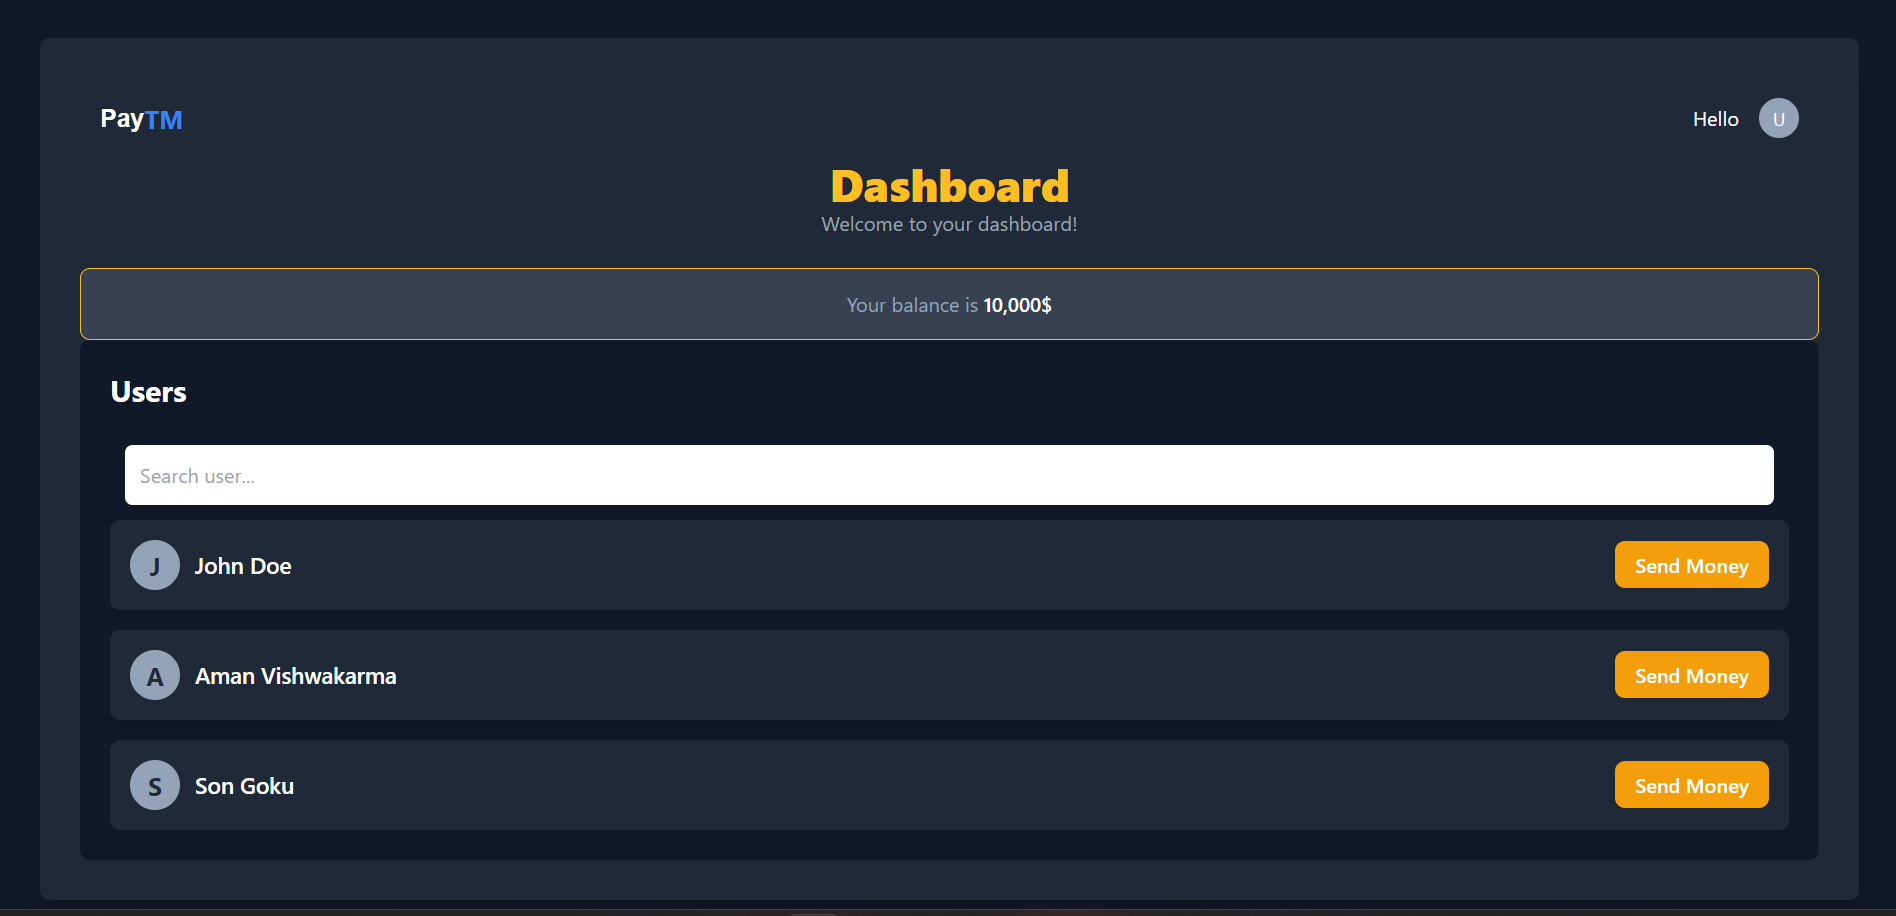 PayTM
Hello U
Dashboard
Welcome to your dashboard!
Your balance is 10,000$
Users
Search user...
J John Doe Send Money
A Aman Vishwakarma Send Money
S Son Goku Send Money